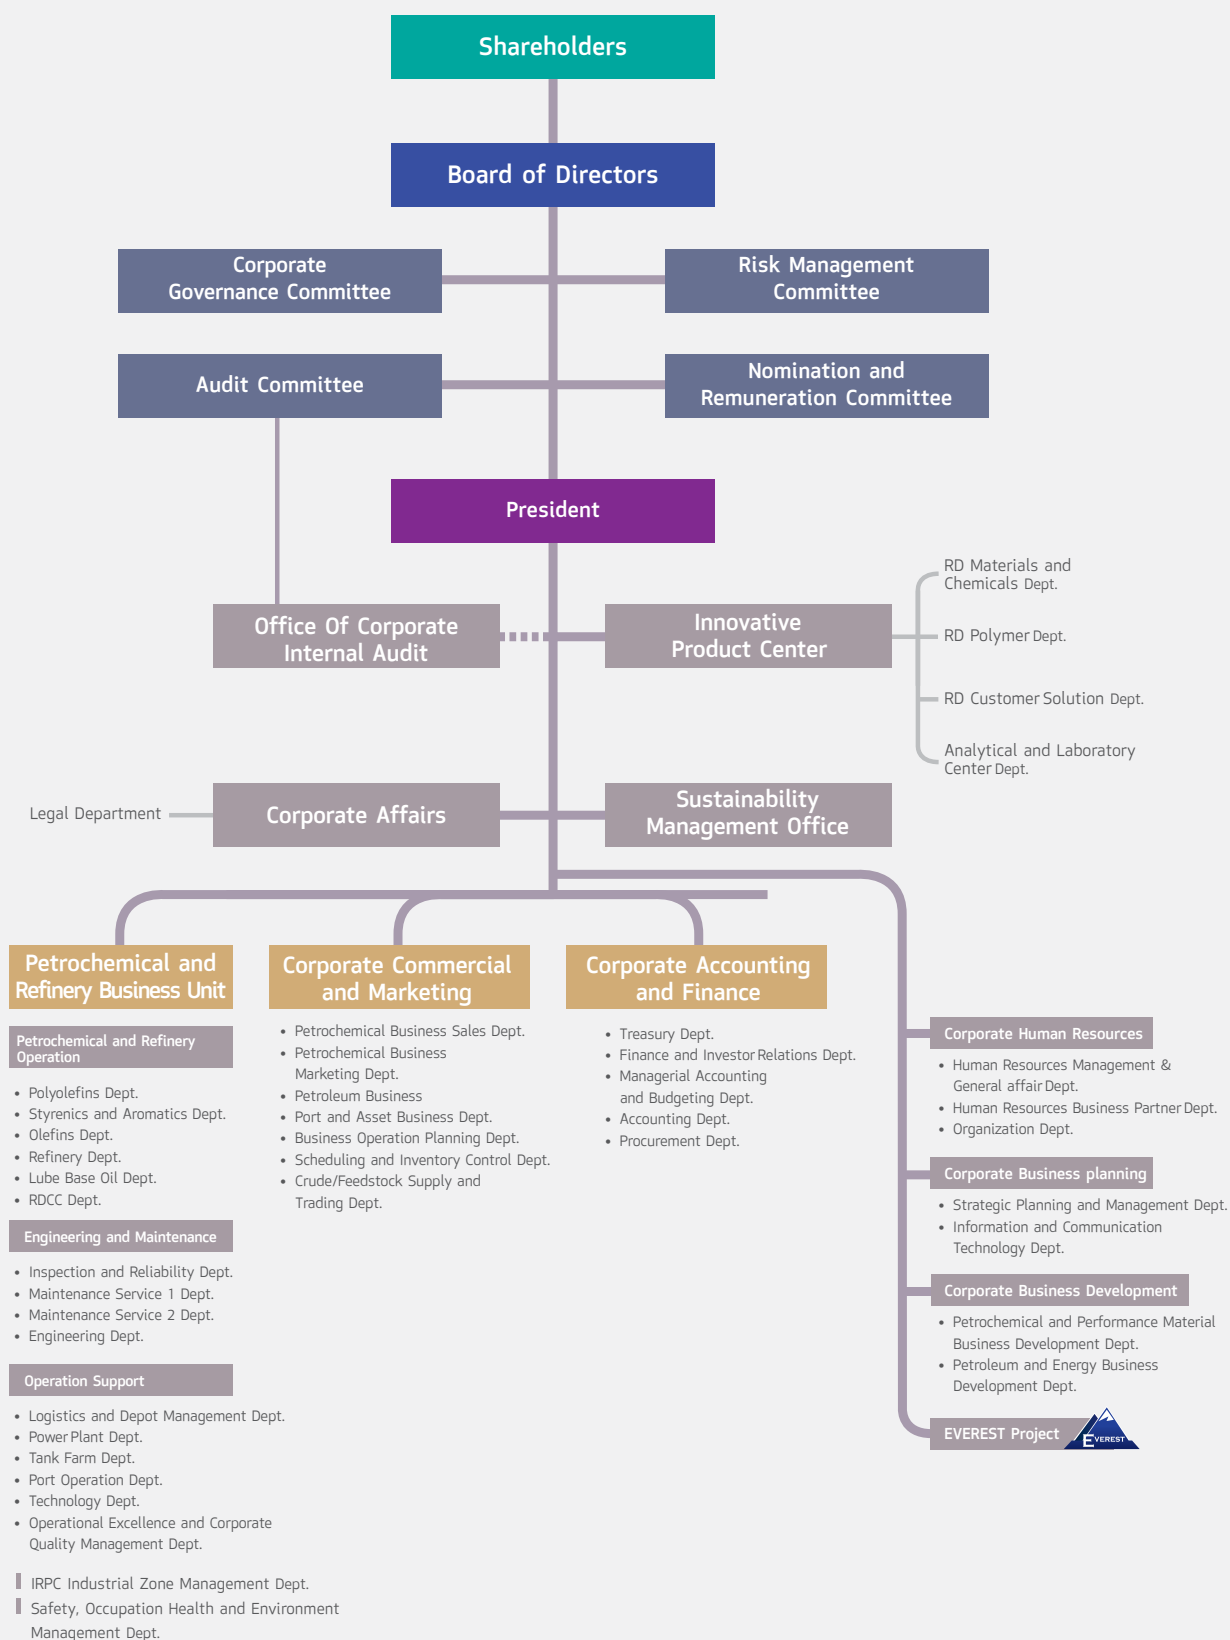 Shareholders
Board of Directors
Corporate
Governance Committee
Risk Management
Committee
Audit Committee
Nomination and
Remuneration Committee
President
Office Of Corporate
Internal Audit
Innovative
Product Center
RD Materials and
Chemicals Dept.
RD Polymer Dept.
RD Customer Solution Dept.
Analytical and Laboratory
Center Dept.
Legal Department
Corporate Affairs
Sustainability
Management Office
Petrochemical and
Refinery Business Unit
Petrochemical and Refinery
Operation
• Polyolefins Dept.
• Styrenics and Aromatics Dept.
• Olefins Dept.
• Refinery Dept.
• Lube Base Oil Dept.
• RDCC Dept.
Engineering and Maintenance
• Inspection and Reliability Dept.
• Maintenance Service 1 Dept.
• Maintenance Service 2 Dept.
• Engineering Dept.
Operation Support
• Logistics and Depot Management Dept.
• Power Plant Dept.
• Tank Farm Dept.
• Port Operation Dept.
• Technology Dept.
• Operational Excellence and Corporate
Quality Management Dept.
IRPC Industrial Zone Management Dept.
Safety, Occupation Health and Environment
Management Dept.
Corporate Commercial
and Marketing
• Petrochemical Business Sales Dept.
• Petrochemical Business
Marketing Dept.
• Petroleum Business
• Port and Asset Business Dept.
• Business Operation Planning Dept.
• Scheduling and Inventory Control Dept.
• Crude/Feedstock Supply and
Trading Dept.
Corporate Accounting
and Finance
• Treasury Dept.
• Finance and Investor Relations Dept.
• Managerial Accounting
and Budgeting Dept.
• Accounting Dept.
• Procurement Dept.
Corporate Human Resources
• Human Resources Management &
General affair Dept.
• Human Resources Business Partner Dept.
• Organization Dept.
Corporate Business planning
• Strategic Planning and Management Dept.
• Information and Communication
Technology Dept.
Corporate Business Development
• Petrochemical and Performance Material
Business Development Dept.
• Petroleum and Energy Business
Development Dept.
EVEREST Project
EVEREST